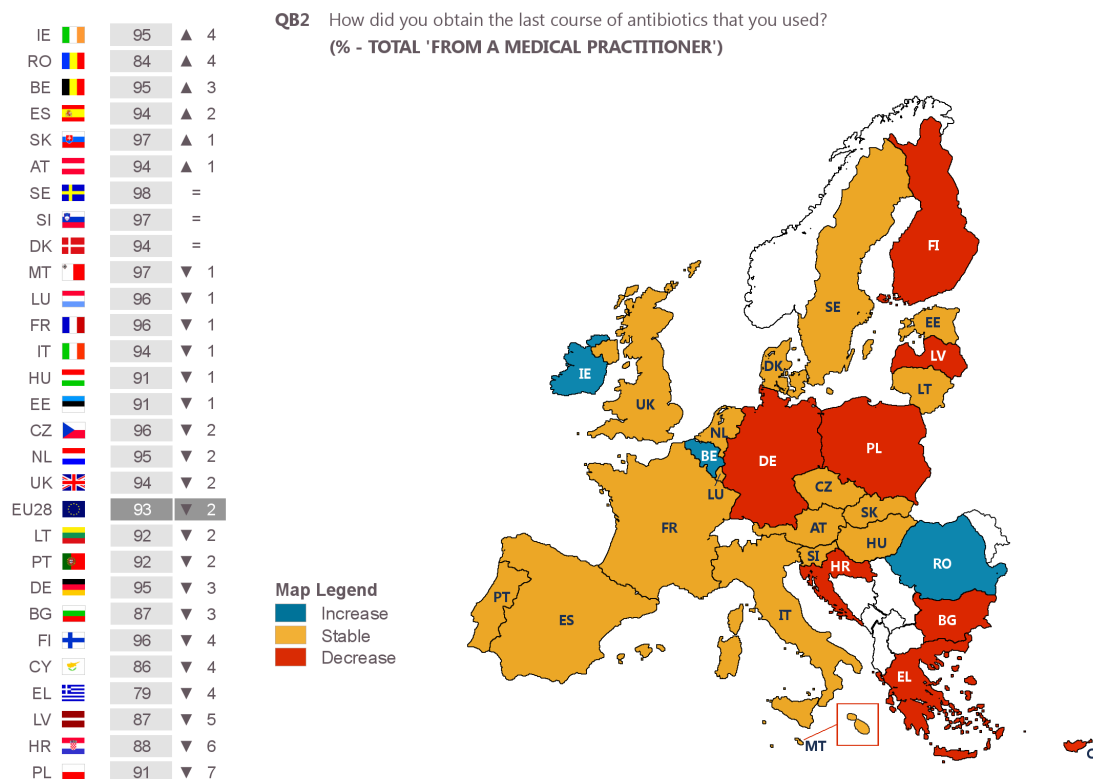 QB2 How did you obtain the last course of antibiotics that you used?
(% - TOTAL 'FROM A MEDICAL PRACTITIONER')
IE 95 ▲ 4
RO 84 ▲ 4
BE 95 ▲ 3
ES 94 ▲ 2
SK 97 ▲ 1
AT 94 ▲ 1
SE 98 =
SI 97 =
DK 94 =
MT 97 ▼ 1
LU 96 ▼ 1
FR 96 ▼ 1
IT 94 ▼ 1
HU 91 ▼ 1
EE 91 ▼ 1
CZ 96 ▼ 2
NL 95 ▼ 2
UK 94 ▼ 2
EU28 93 ▼ 2
LT 92 ▼ 2
PT 92 ▼ 2
DE 95 ▼ 3
BG 87 ▼ 3
FI 96 ▼ 4
CY 86 ▼ 4
EL 79 ▼ 4
LV 87 ▼ 5
HR 88 ▼ 6
PL 91 ▼ 7
FI
SE
EE
LV
LT
DK
IE
UK
NL
BE
LU
DE
PL
CZ
SK
AT
HU
SI
HR
RO
BG
FR
PT
ES
IT
EL
MT
Map Legend
Increase
Stable
Decrease